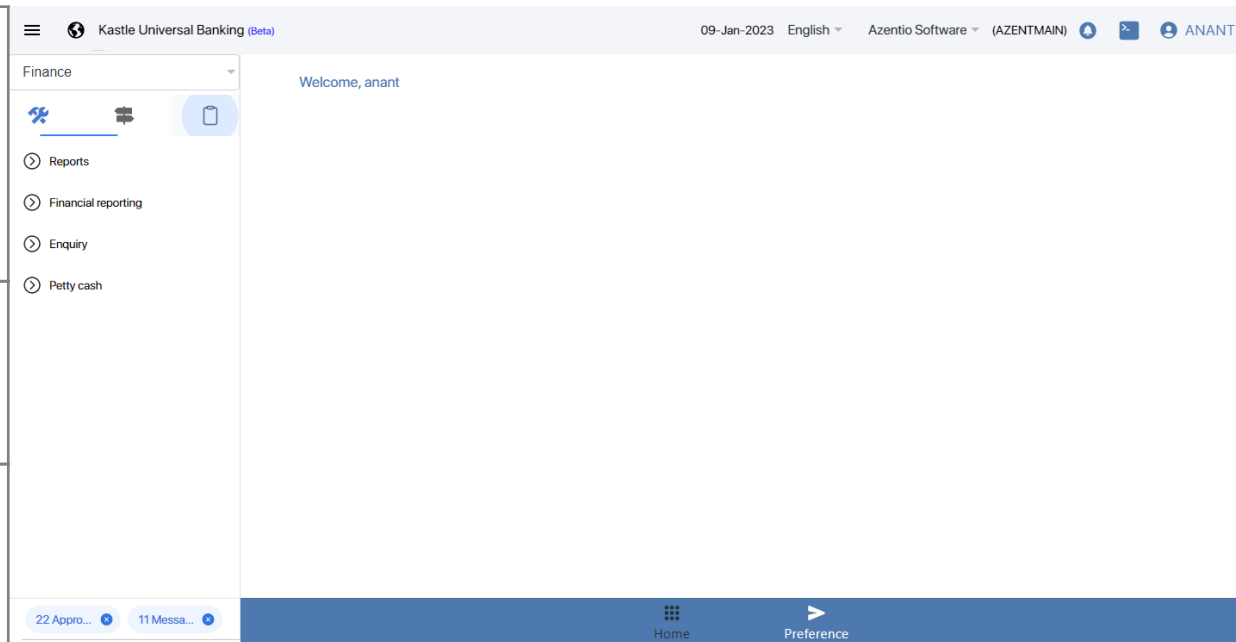 Kastle Universal Banking (Beta)
09-Jan-2023 English Azentio Software (AZENTMAIN) ANANT
Finance
Welcome, anant
Reports
Financial reporting
Enquiry
Petty cash
22 Appro... 11 Messa...
Home Preference